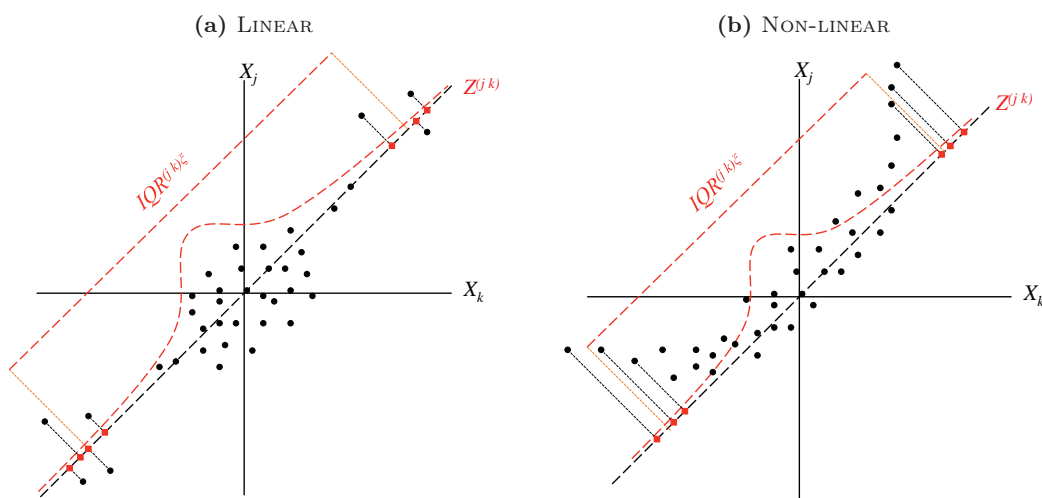 (a) LINEAR
X_j
Z^{(j k)}
IQR^{(j k)ξ}
X_k
(b) NON-LINEAR
X_j
Z^{(j k)}
IQR^{(j k)ξ}
X_k